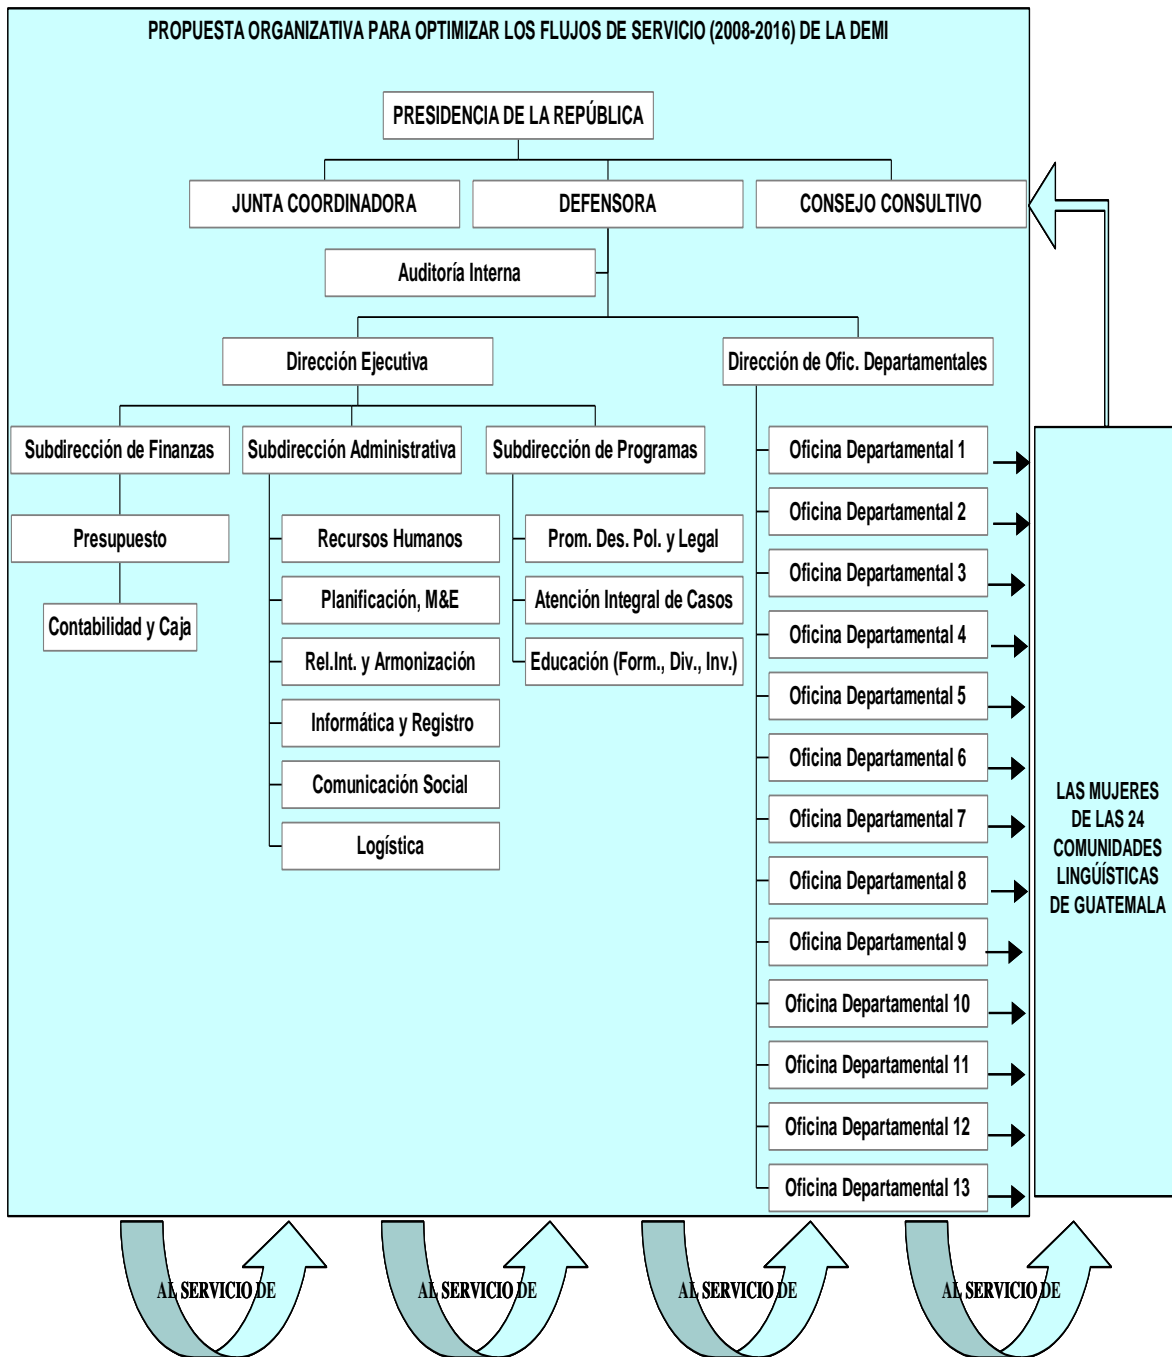 PROPUESTA ORGANIZATIVA PARA OPTIMIZAR LOS FLUJOS DE SERVICIO (2008-2016) DE LA DEMI
PRESIDENCIA DE LA REPÚBLICA
JUNTA COORDINADORA
DEFENSORA
CONSEJO CONSULTIVO
Auditoría Interna
Dirección Ejecutiva
Dirección de Ofic. Departamentales
Subdirección de Finanzas
Subdirección Administrativa
Subdirección de Programas
Presupuesto
Contabilidad y Caja
Recursos Humanos
Planificación, M&E
Rel.Int. y Armonización
Informática y Registro
Comunicación Social
Logística
Prom. Des. Pol. y Legal
Atención Integral de Casos
Educación (Form., Div., Inv.)
Oficina Departamental 1
Oficina Departamental 2
Oficina Departamental 3
Oficina Departamental 4
Oficina Departamental 5
Oficina Departamental 6
Oficina Departamental 7
Oficina Departamental 8
Oficina Departamental 9
Oficina Departamental 10
Oficina Departamental 11
Oficina Departamental 12
Oficina Departamental 13
LAS MUJERES
DE LAS 24
COMUNIDADES
LINGÚÍSTICAS
DE GUATEMALA
AL SERVICIO DE
AL SERVICIO DE
AL SERVICIO DE
AL SERVICIO DE